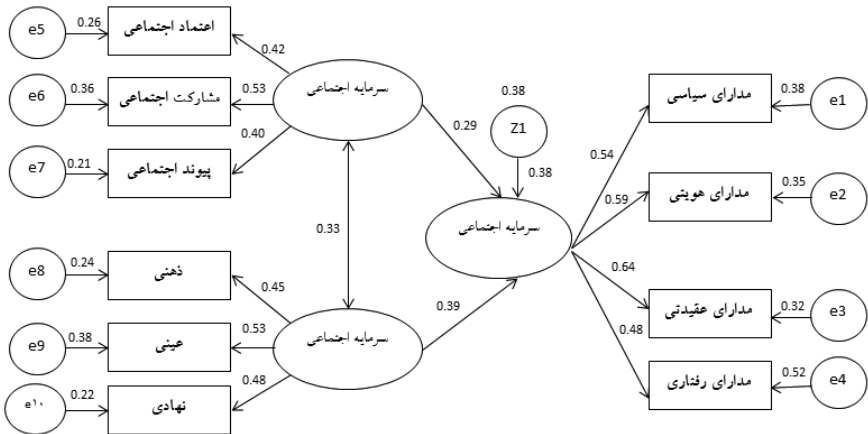 e5
0.26
اعتماد اجتماعی
0.42
e6
0.36
مشارکت اجتماعی
0.53
e7
0.21
پیوند اجتماعی
0.40
سرمایه اجتماعی
0.33
e8
0.24
ذهنی
0.45
e9
0.38
عینی
0.53
e۱۰
0.22
نهادی
0.48
سرمایه اجتماعی
0.29
0.39
0.38
Z1
0.38
سرمایه اجتماعی
0.54
مدارای سیاسی
0.38
e1
0.59
مدارای هویتی
0.35
e2
0.64
مدارای عقیدتی
0.32
e3
0.48
مدارای رفتاری
0.52
e4